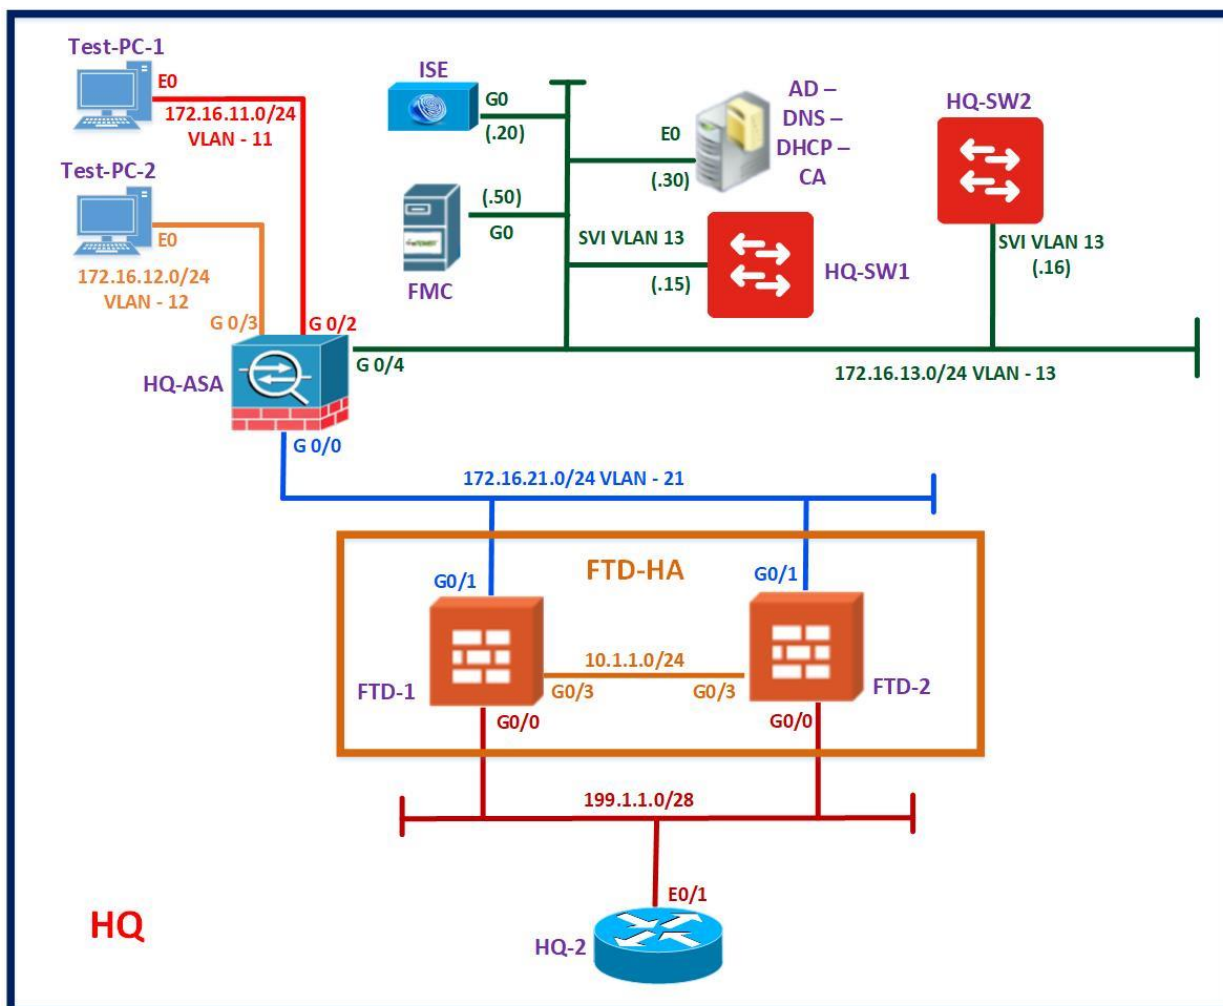 Test-PC-1
E0
172.16.11.0/24
VLAN - 11
Test-PC-2
E0
172.16.12.0/24
VLAN - 12
G 0/3
G 0/2
HQ-ASA
G 0/4
G 0/0
ISE
G0
(.20)
FMC
(.50)
G0
AD –
DNS –
DHCP –
CA
E0
(.30)
SVI VLAN 13
(.15)
HQ-SW1
HQ-SW2
SVI VLAN 13
(.16)
172.16.13.0/24 VLAN - 13
172.16.21.0/24 VLAN - 21
FTD-HA
G0/1
G0/1
10.1.1.0/24
FTD-1
G0/3
G0/3
FTD-2
G0/0
G0/0
199.1.1.0/28
E0/1
HQ-2
HQ